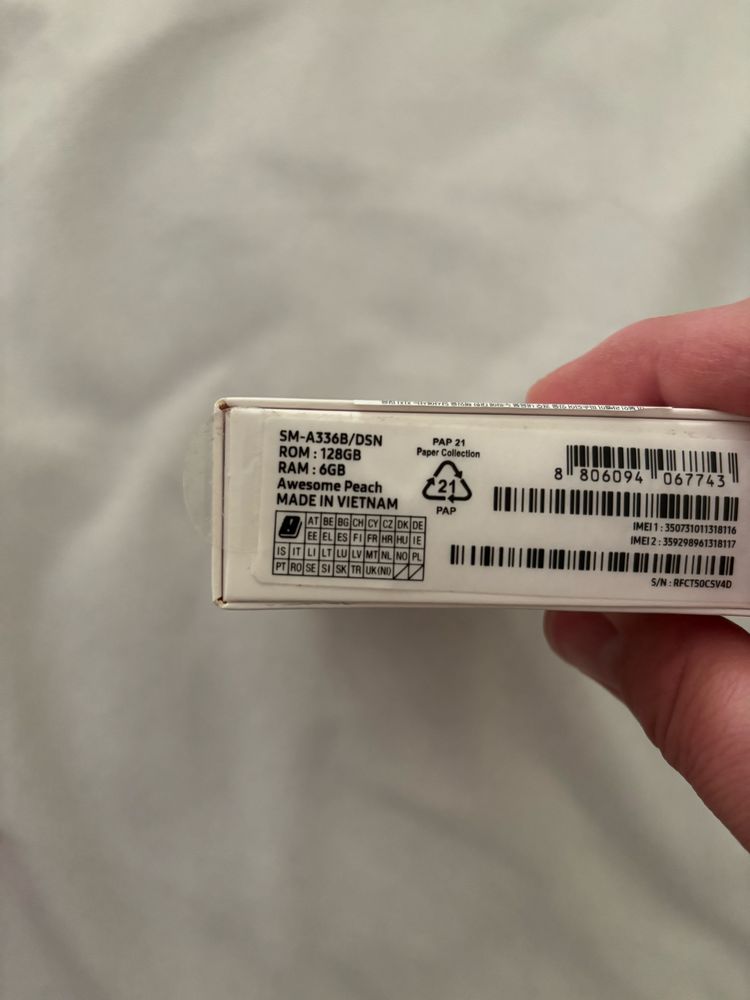 SM-A336B/DSN
ROM : 128GB
RAM : 6GB
Awesome Peach
MADE IN VIETNAM
AT BE BG CH CY CZ DK DE
EE EL ES FI FR HR HU IE
IS IT LI LT LU LV MT NL NO PL
PT RO SE SI SK TR UK(NI)
PAP 21
Paper Collection
21
PAP
8 806094 067743
IMEI 1 : 350731011318116
IMEI 2 : 359298961318117
S/N : RFCT50CSV4D